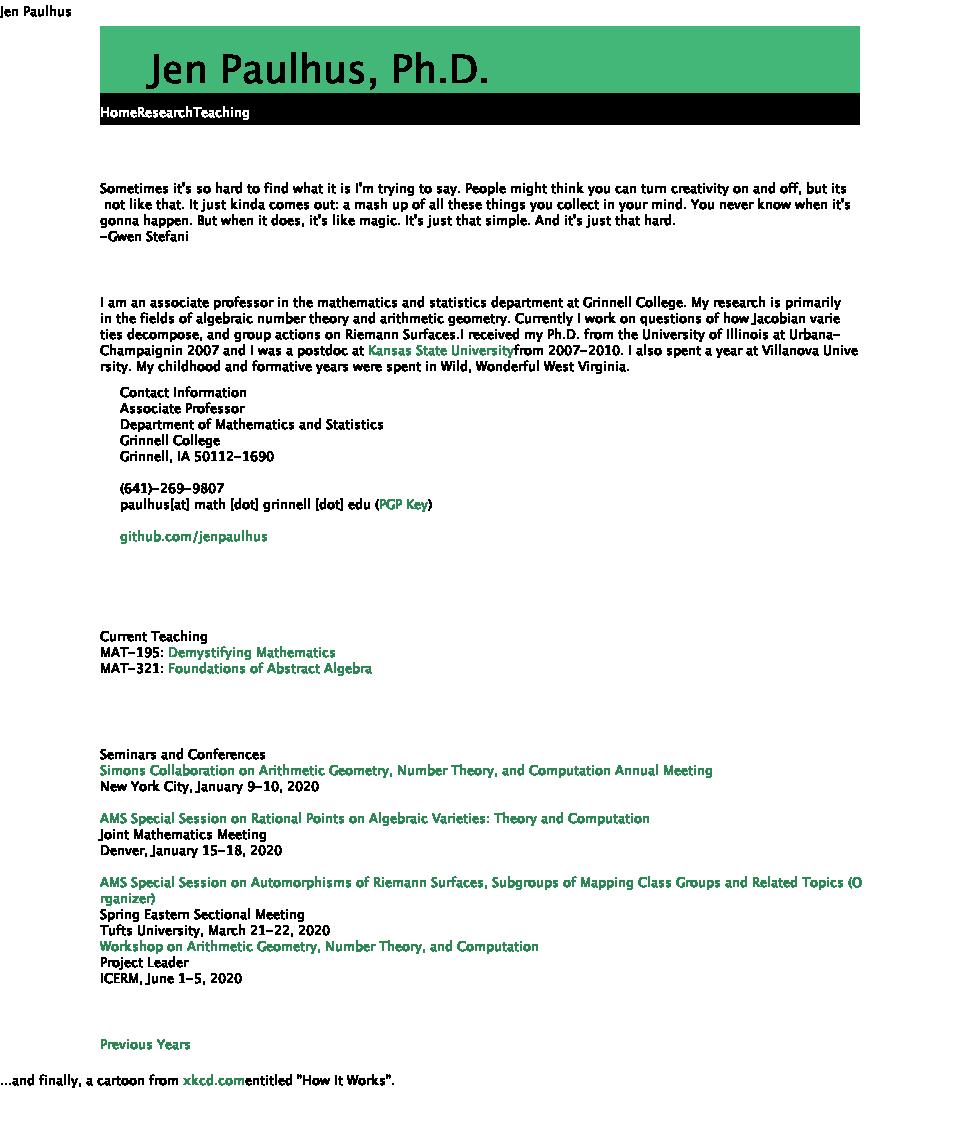 Jen Paulhus
Jen Paulhus, Ph.D.
HomeResearchTeaching
Sometimes it's so hard to find what it is I'm trying to say. People might think you can turn creativity on and off, but its
not like that. It just kinda comes out: a mash up of all these things you collect in your mind. You never know when it's
gonna happen. But when it does, it's like magic. It's just that simple. And it's just that hard.
-Gwen Stefani
I am an associate professor in the mathematics and statistics department at Grinnell College. My research is primarily
in the fields of algebraic number theory and arithmetic geometry. Currently I work on questions of how Jacobian varie
ties decompose, and group actions on Riemann Surfaces.I received my Ph.D. from the University of Illinois at Urbana-
Champaignin 2007 and I was a postdoc at Kansas State Universityfrom 2007-2010. I also spent a year at Villanova Unive
rsity. My childhood and formative years were spent in Wild, Wonderful West Virginia.
Contact Information
Associate Professor
Department of Mathematics and Statistics
Grinnell College
Grinnell, IA 50112-1690
(641)-269-9807
paulhus[at] math [dot] grinnell [dot] edu (PGP Key)
github.com/jenpaulhus
Current Teaching
MAT-195: Demystifying Mathematics
MAT-321: Foundations of Abstract Algebra
Seminars and Conferences
Simons Collaboration on Arithmetic Geometry, Number Theory, and Computation Annual Meeting
New York City, January 9-10, 2020
AMS Special Session on Rational Points on Algebraic Varieties: Theory and Computation
Joint Mathematics Meeting
Denver, January 15-18, 2020
AMS Special Session on Automorphisms of Riemann Surfaces, Subgroups of Mapping Class Groups and Related Topics (O
rganizer)
Spring Eastern Sectional Meeting
Tufts University, March 21-22, 2020
Workshop on Arithmetic Geometry, Number Theory, and Computation
Project Leader
ICERM, June 1-5, 2020
Previous Years
...and finally, a cartoon from xkcd.comentitled "How It Works".